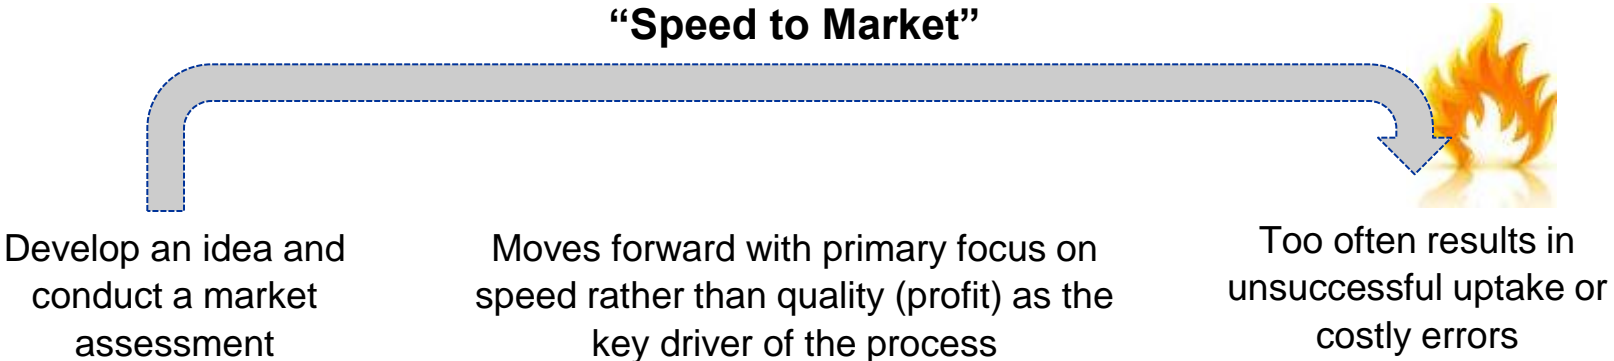 “Speed to Market”
Develop an idea and
conduct a market
assessment
Moves forward with primary focus on
speed rather than quality (profit) as the
key driver of the process
Too often results in
unsuccessful uptake or
costly errors